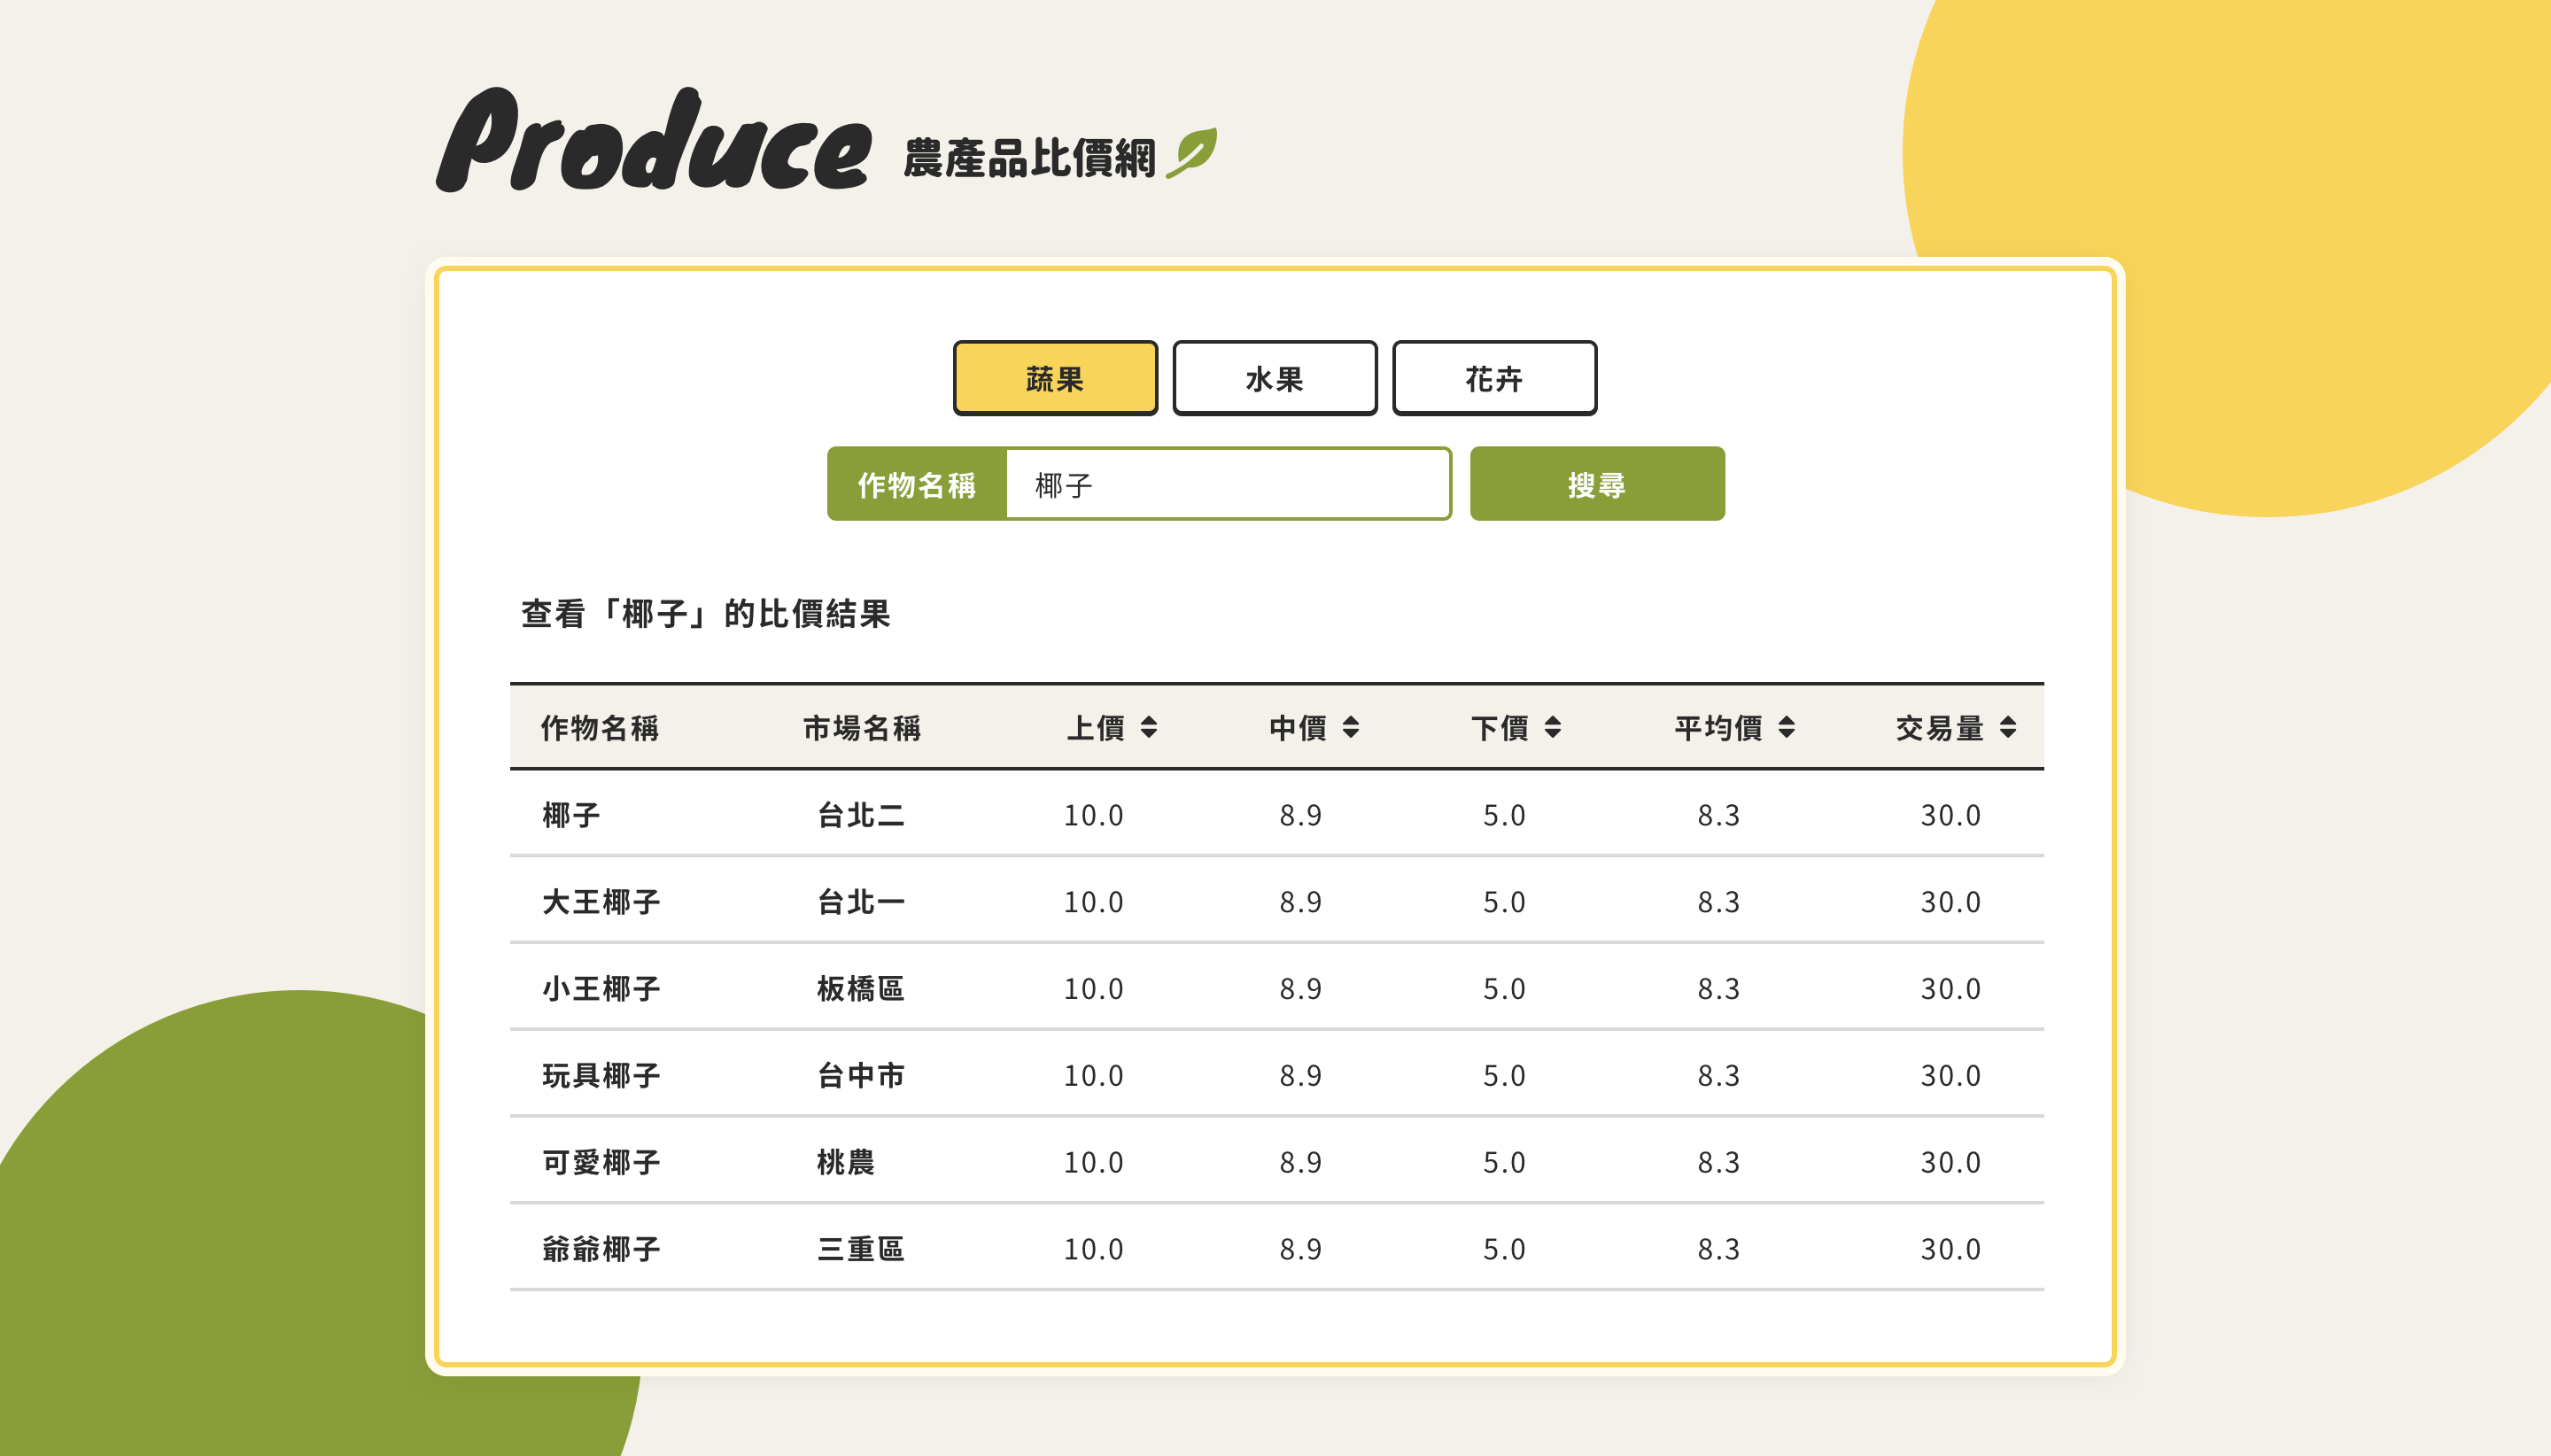 Produce 農產品比價網
蔬果 水果 花卉
作物名稱 椰子 搜尋
查看「椰子」的比價結果
作物名稱 市場名稱 上價 中價 下價 平均價 交易量
椰子 台北二 10.0 8.9 5.0 8.3 30.0
大王椰子 台北一 10.0 8.9 5.0 8.3 30.0
小王椰子 板橋區 10.0 8.9 5.0 8.3 30.0
玩具椰子 台中市 10.0 8.9 5.0 8.3 30.0
可愛椰子 桃農 10.0 8.9 5.0 8.3 30.0
爺爺椰子 三重區 10.0 8.9 5.0 8.3 30.0